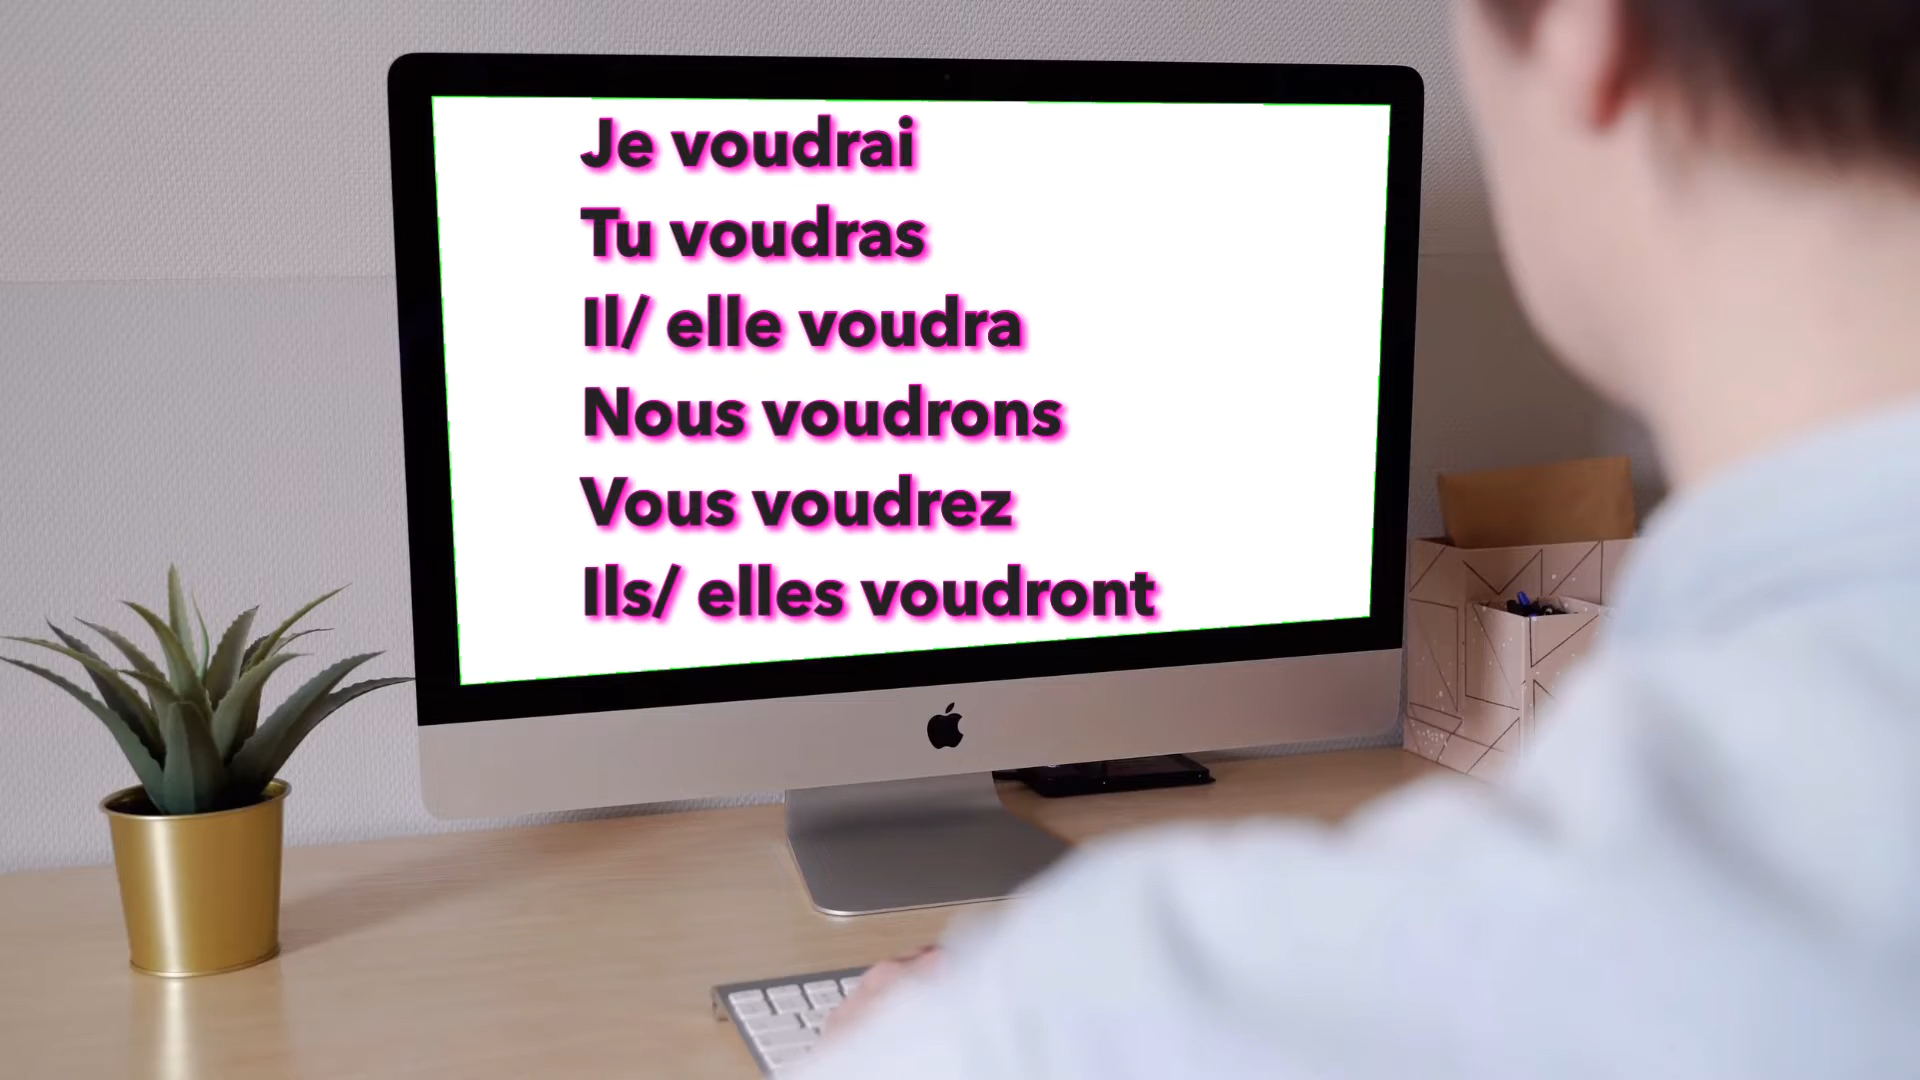 Je voudrai
Tu voudras
Il/ elle voudra
Nous voudrons
Vous voudrez
Ils/ elles voudront